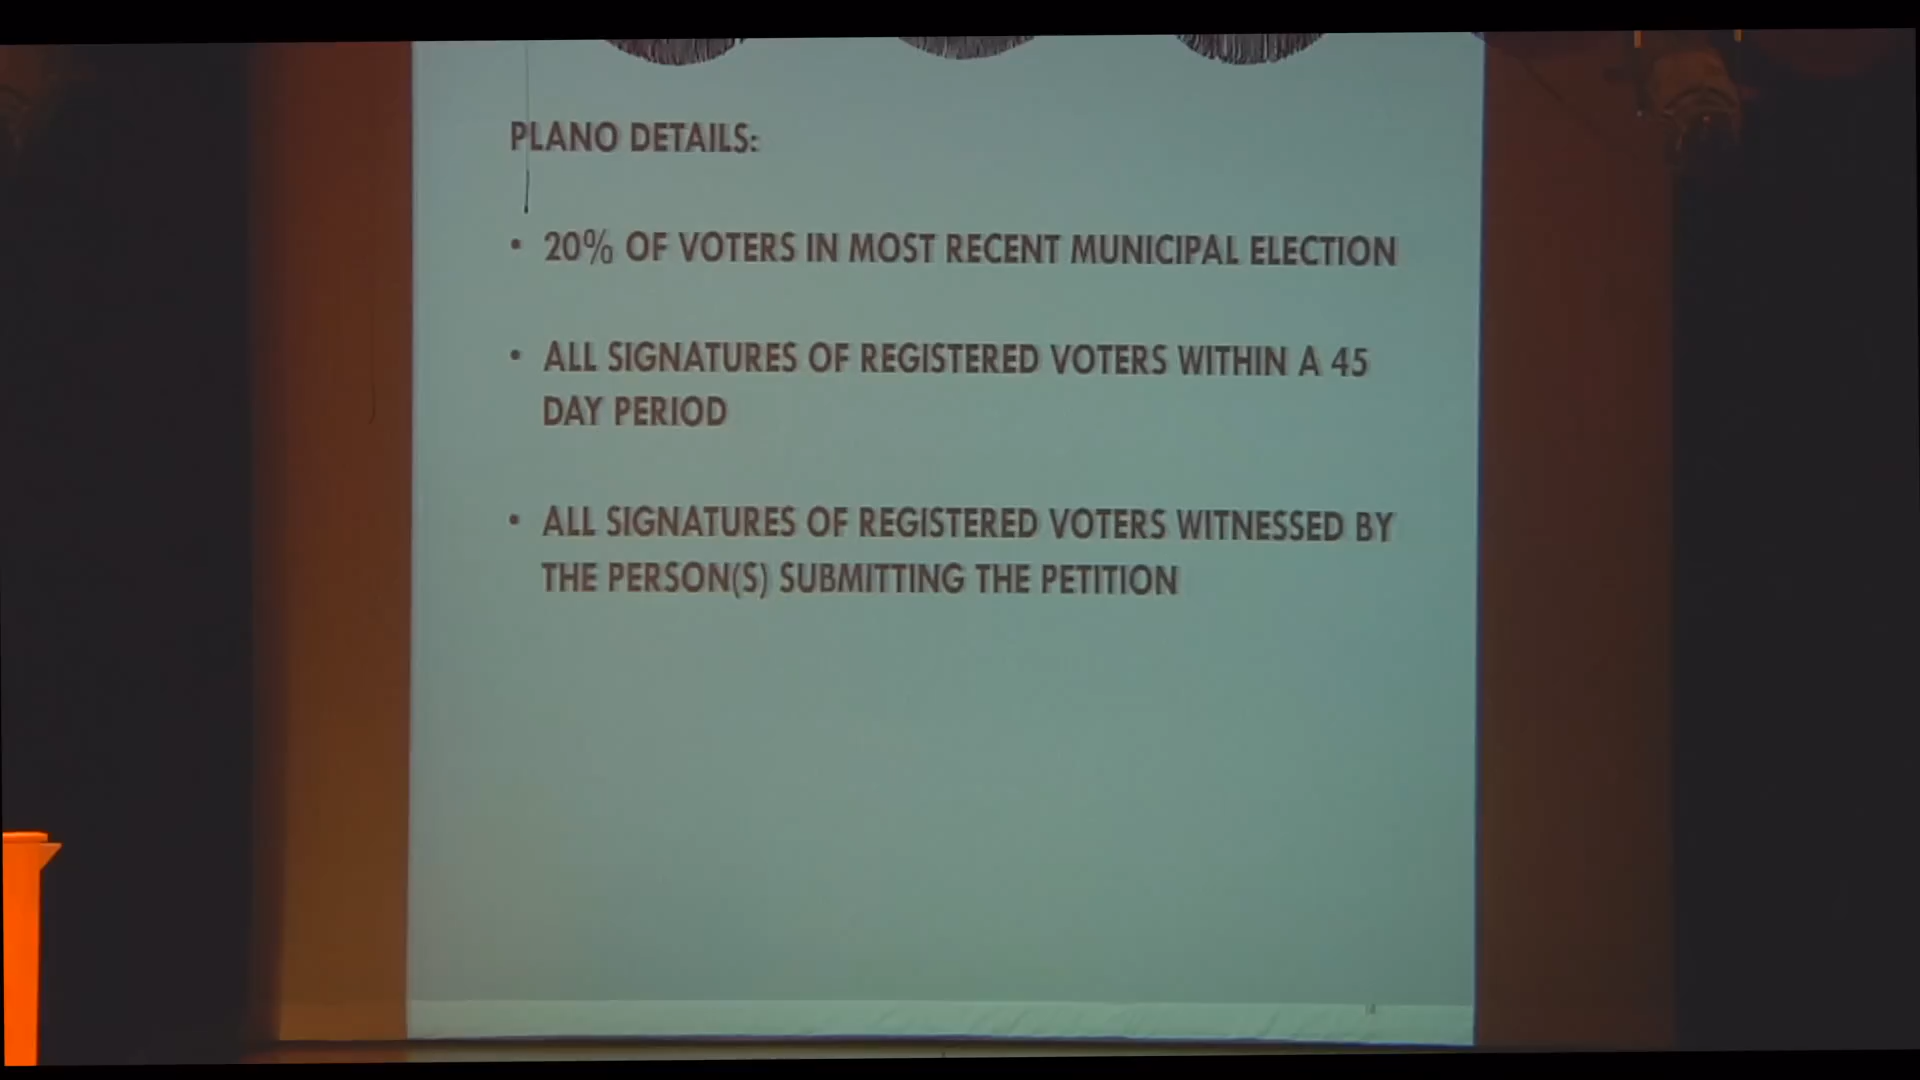 PLANO DETAILS:
• 20% OF VOTERS IN MOST RECENT MUNICIPAL ELECTION
• ALL SIGNATURES OF REGISTERED VOTERS WITHIN A 45
DAY PERIOD
• ALL SIGNATURES OF REGISTERED VOTERS WITNESSED BY
THE PERSON(S) SUBMITTING THE PETITION